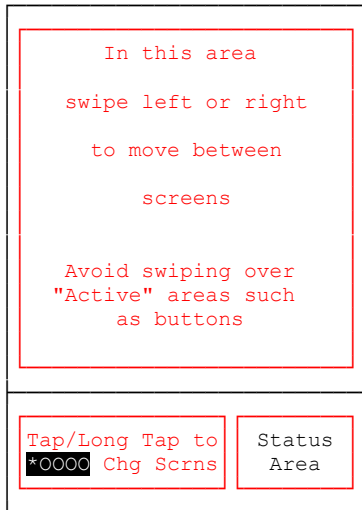 In this area
swipe left or right
to move between
screens
Avoid swiping over
"Active" areas such
as buttons
Tap/Long Tap to
*OOOO Chg Scrns
Status
Area